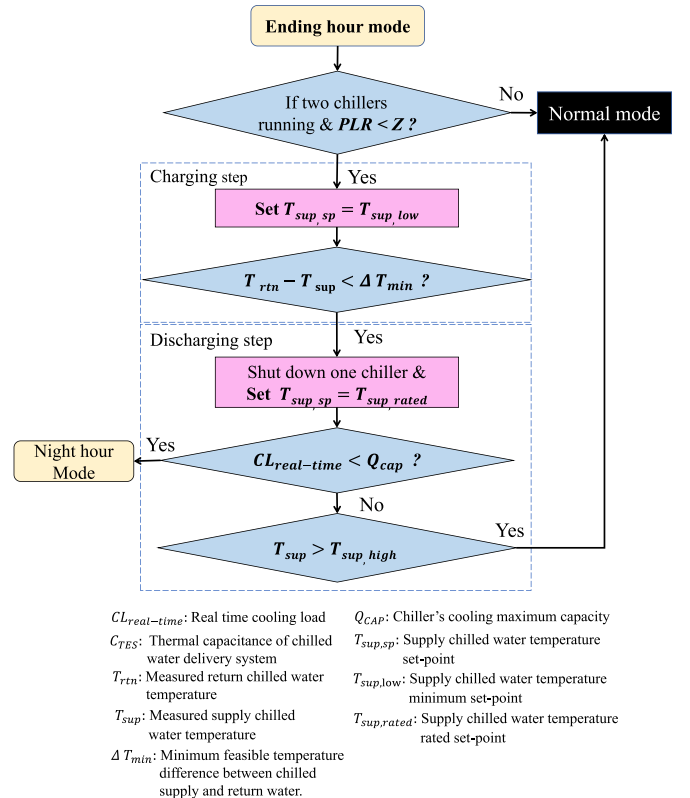 Ending hour mode
If two chillers
running & PLR < Z ?
No
Normal mode
Yes
Charging step
Set T_sup,sp = T_sup,low
T_rtn − T_sup < Δ T_min ?
Yes
Discharging step
Shut down one chiller &
Set T_sup,sp = T_sup,rated
Yes
Night hour
Mode
CL_real−time < Q_cap ?
No
Yes
T_sup > T_sup,high
CL_real−time: Real time cooling load
C_TES: Thermal capacitance of chilled
water delivery system
T_rtn: Measured return chilled water
temperature
T_sup: Measured supply chilled
water temperature
Δ T_min: Minimum feasible temperature
difference between chilled
supply and return water.
Q_CAP: Chiller's cooling maximum capacity
T_sup,sp: Supply chilled water temperature
set-point
T_sup,low: Supply chilled water temperature
minimum set-point
T_sup,rated: Supply chilled water temperature
rated set-point